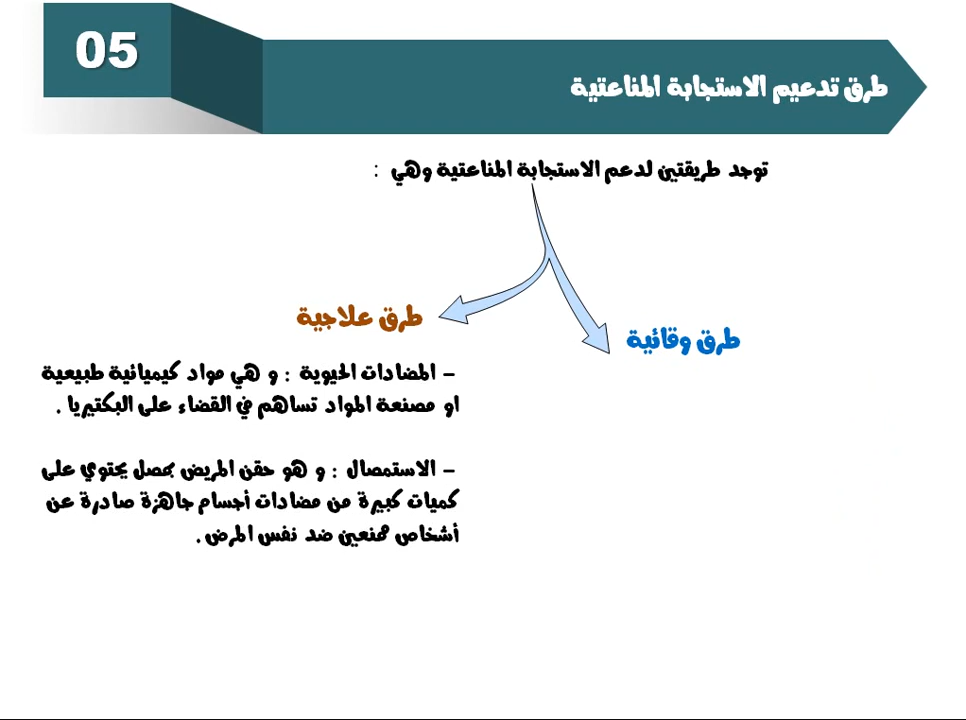 05
طرق تدعيم الاستجابة المناعتية
توجد طريقتين لدعم الاستجابة المناعتية وهي :
طرق وقائية
طرق علاجية
- المضادات الحيوية : و هي مواد كيميائية طبيعية
او مصنعة المواد تساهم في القضاء على البكتيريا .
- الاستمصال : و هو حقن المريض بمصل يحتوي على
كميات كبيرة من مضادات أجسام جاهزة صادرة عن
أشخاص ممنعين ضد نفس المرض .